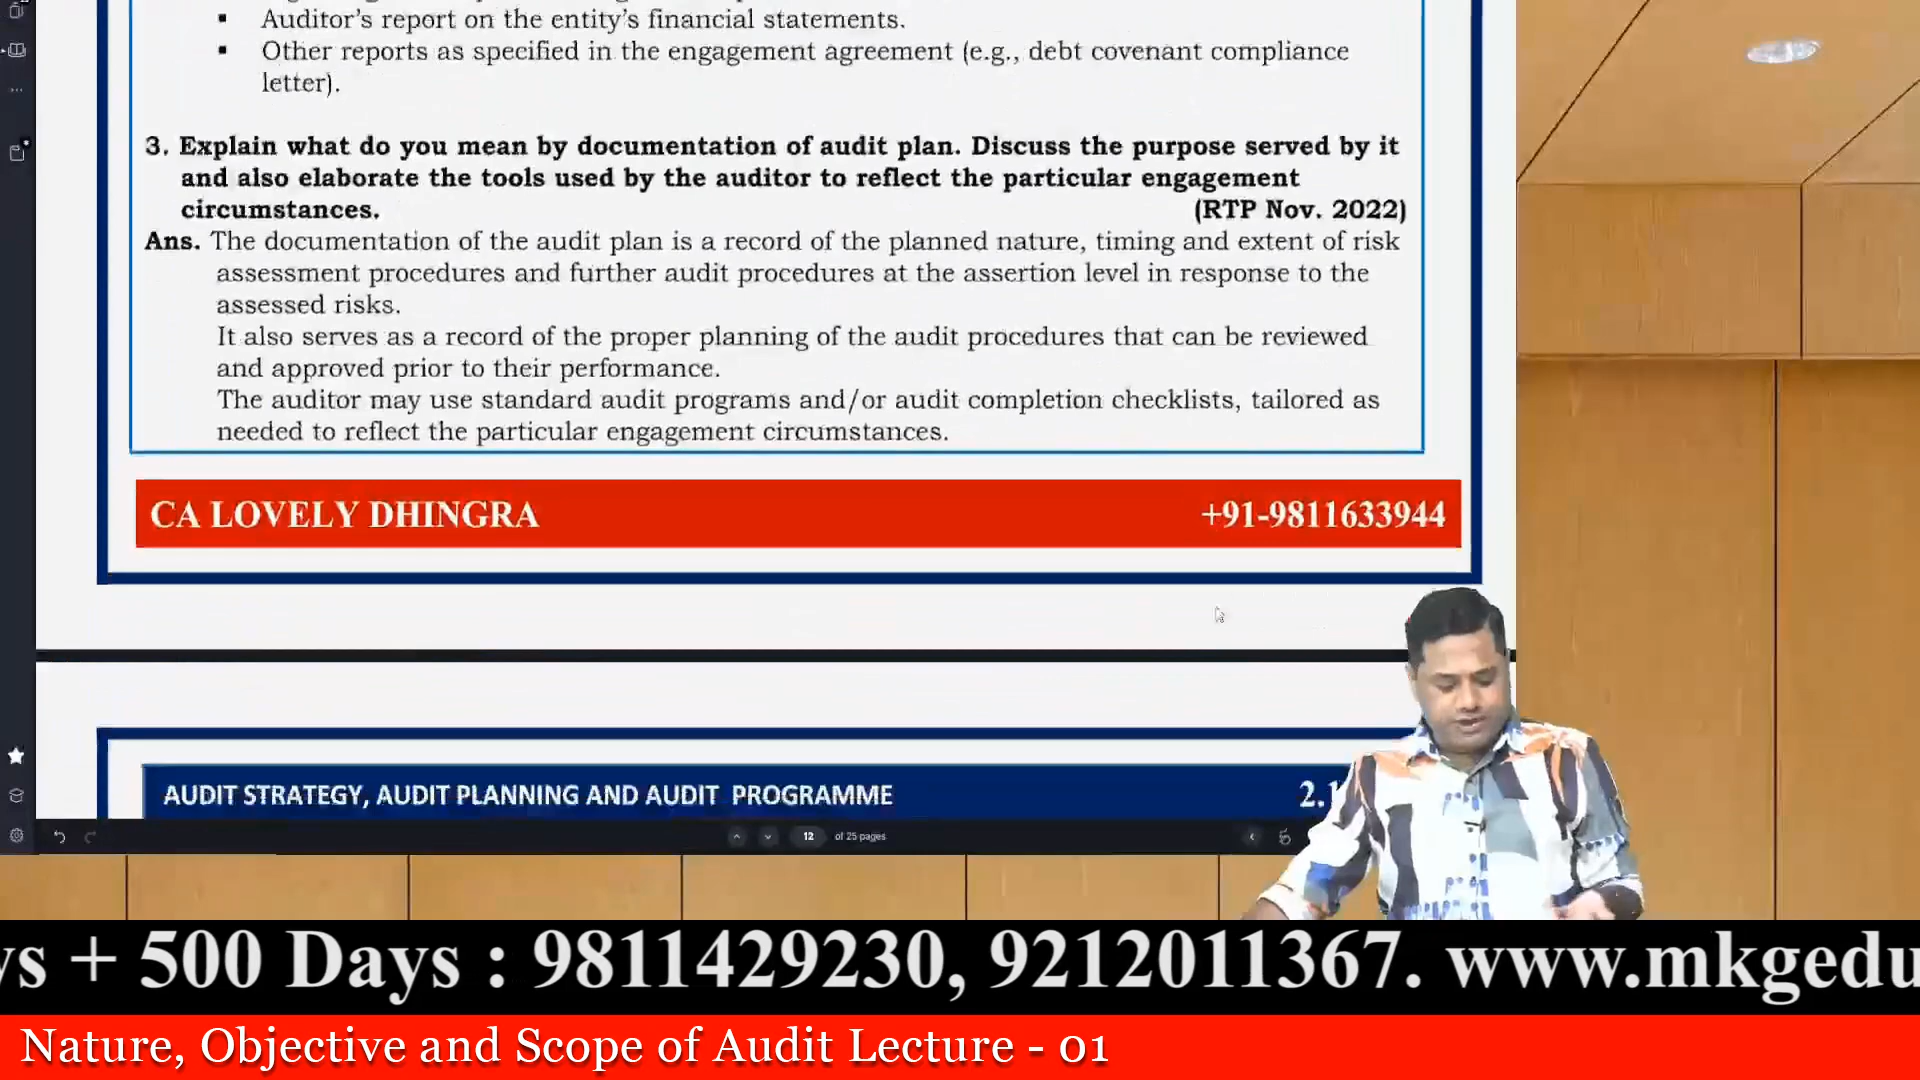 ▪ Auditor’s report on the entity’s financial statements.
▪ Other reports as specified in the engagement agreement (e.g., debt covenant compliance
letter).
3. Explain what do you mean by documentation of audit plan. Discuss the purpose served by it
and also elaborate the tools used by the auditor to reflect the particular engagement
circumstances. (RTP Nov. 2022)
Ans. The documentation of the audit plan is a record of the planned nature, timing and extent of risk
assessment procedures and further audit procedures at the assertion level in response to the
assessed risks.
It also serves as a record of the proper planning of the audit procedures that can be reviewed
and approved prior to their performance.
The auditor may use standard audit programs and/or audit completion checklists, tailored as
needed to reflect the particular engagement circumstances.
CA LOVELY DHINGRA +91-9811633944
AUDIT STRATEGY, AUDIT PLANNING AND AUDIT PROGRAMME
12 of 25 pages
+ 500 Days : 9811429230, 9212011367. www.mkgedu
Nature, Objective and Scope of Audit Lecture - 01